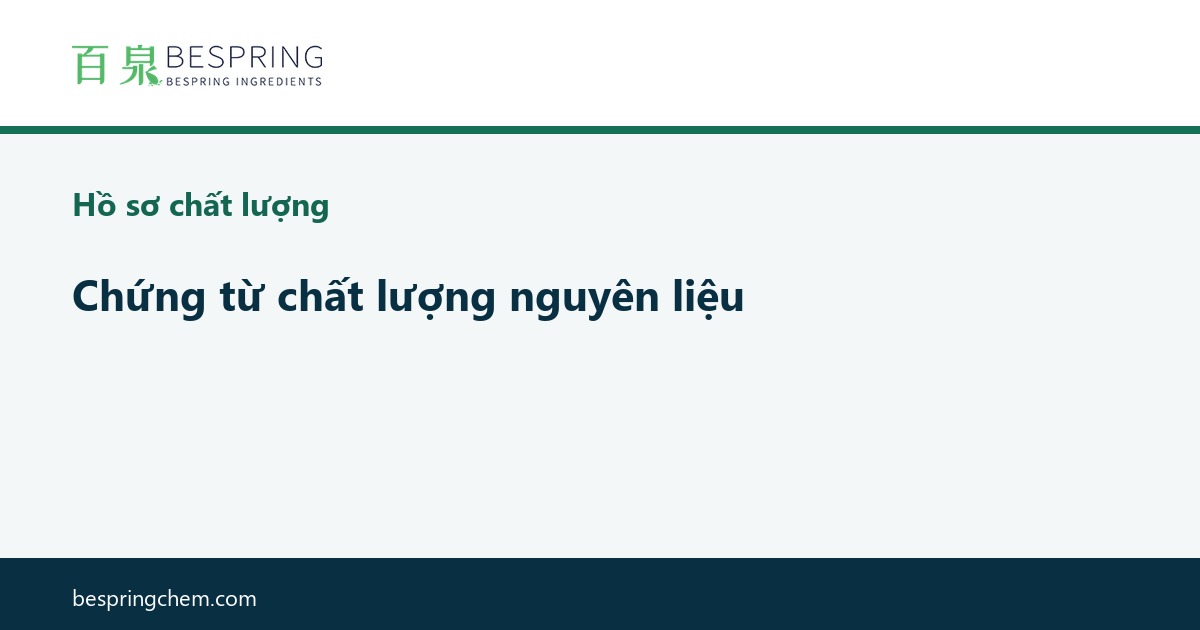 百泉 BESPRING
BESPRING INGREDIENTS
Hồ sơ chất lượng
Chứng từ chất lượng nguyên liệu
bespringchem.com